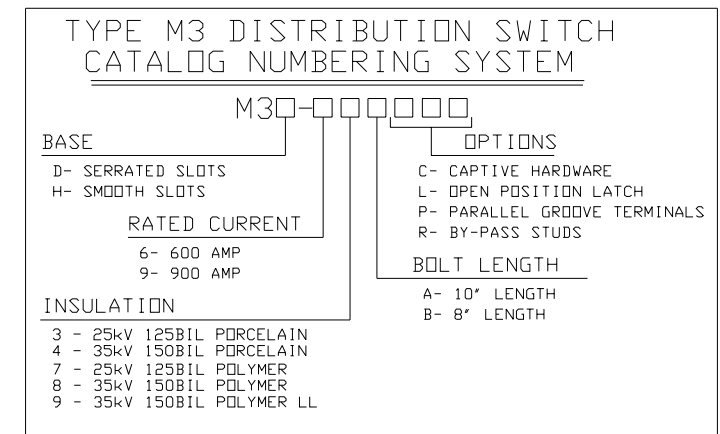 TYPE M3 DISTRIBUTION SWITCH
CATALOG NUMBERING SYSTEM
M3□-□□□□□□
BASE
D- SERRATED SLOTS
H- SMOOTH SLOTS
RATED CURRENT
6- 600 AMP
9- 900 AMP
INSULATION
3 - 25kV 125BIL PORCELAIN
4 - 35kV 150BIL PORCELAIN
7 - 25kV 125BIL POLYMER
8 - 35kV 150BIL POLYMER
9 - 35kV 150BIL POLYMER LL
OPTIONS
C- CAPTIVE HARDWARE
L- OPEN POSITION LATCH
P- PARALLEL GROOVE TERMINALS
R- BY-PASS STUDS
BOLT LENGTH
A- 10" LENGTH
B- 8" LENGTH